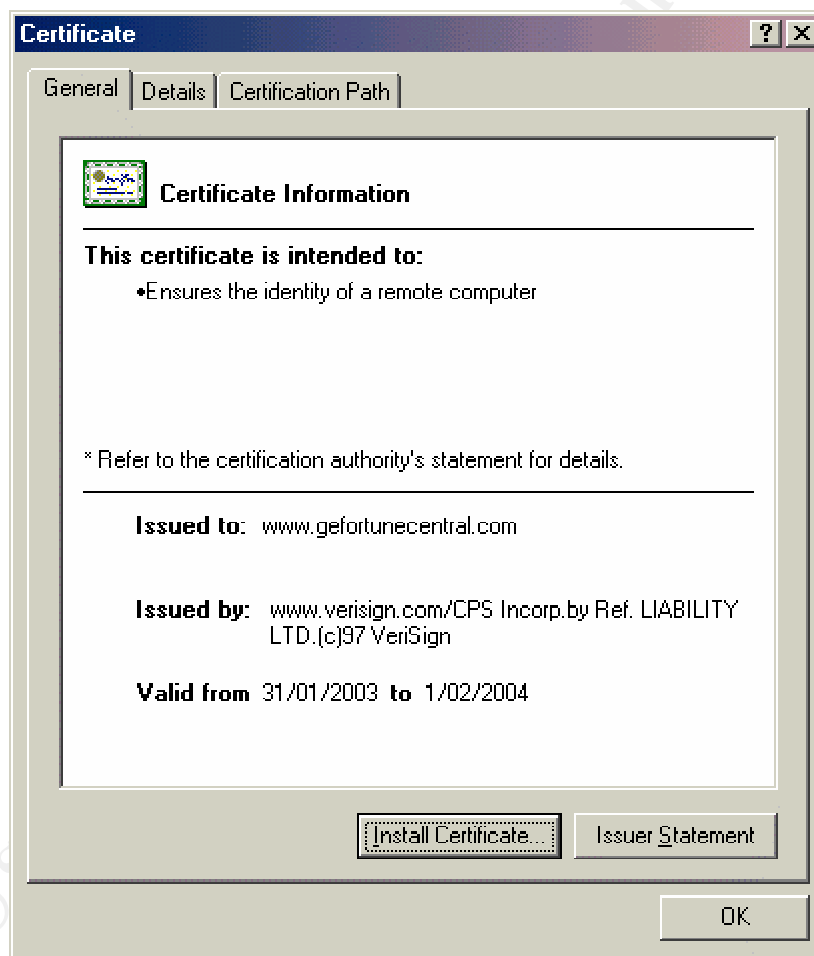 Certificate
General Details Certification Path
Certificate Information
This certificate is intended to:
•Ensures the identity of a remote computer
* Refer to the certification authority's statement for details.
Issued to: www.gefortunecentral.com
Issued by: www.verisign.com/CPS Incorp.by Ref. LIABILITY
LTD.(c)97 VeriSign
Valid from 31/01/2003 to 1/02/2004
Install Certificate... Issuer Statement
OK